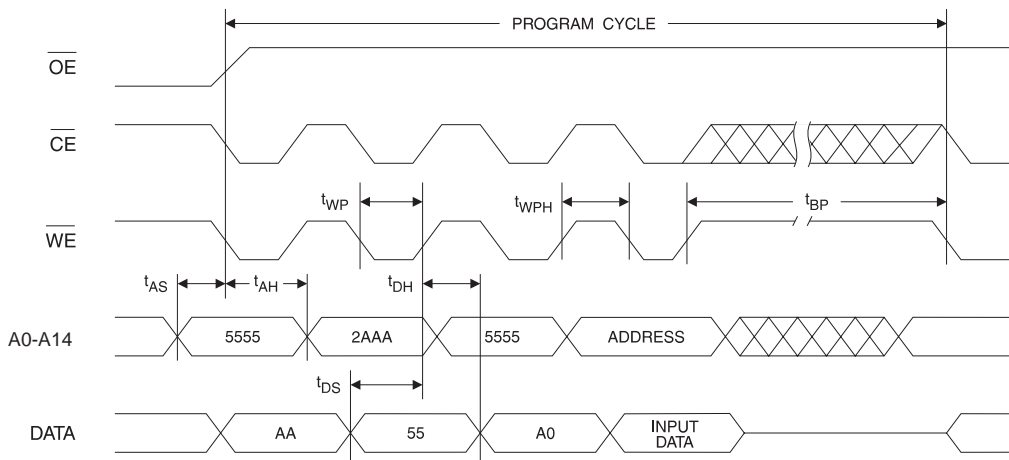 PROGRAM CYCLE
OE
CE
tWP
tWPH
tBP
WE
tAS
tAH
tDH
A0-A14
5555
2AAA
5555
ADDRESS
tDS
DATA
AA
55
A0
INPUT
DATA